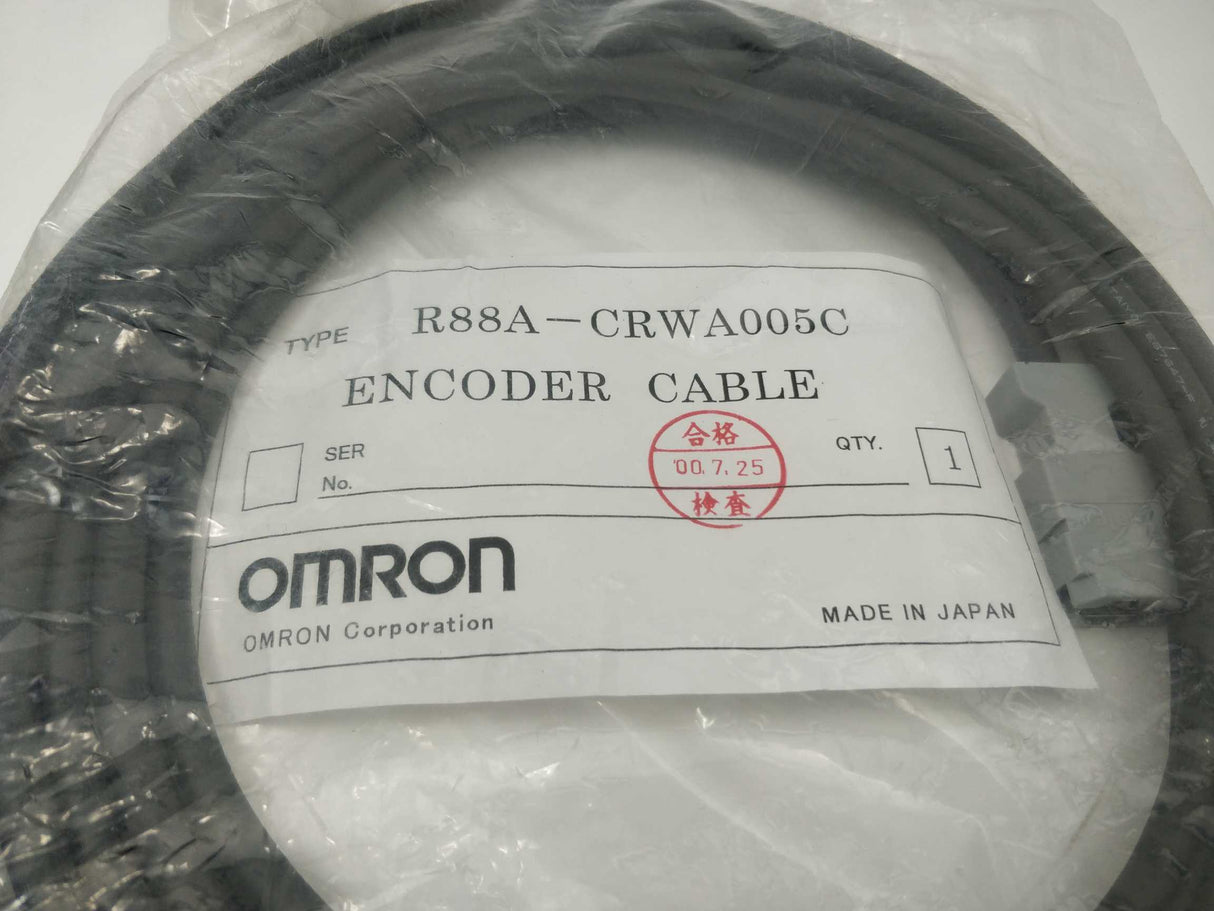 TYPE R88A-CRWA005C
ENCODER CABLE
SER
No.
合格
'00.7.25
検査
QTY. 1
OMRON
OMRON Corporation
MADE IN JAPAN